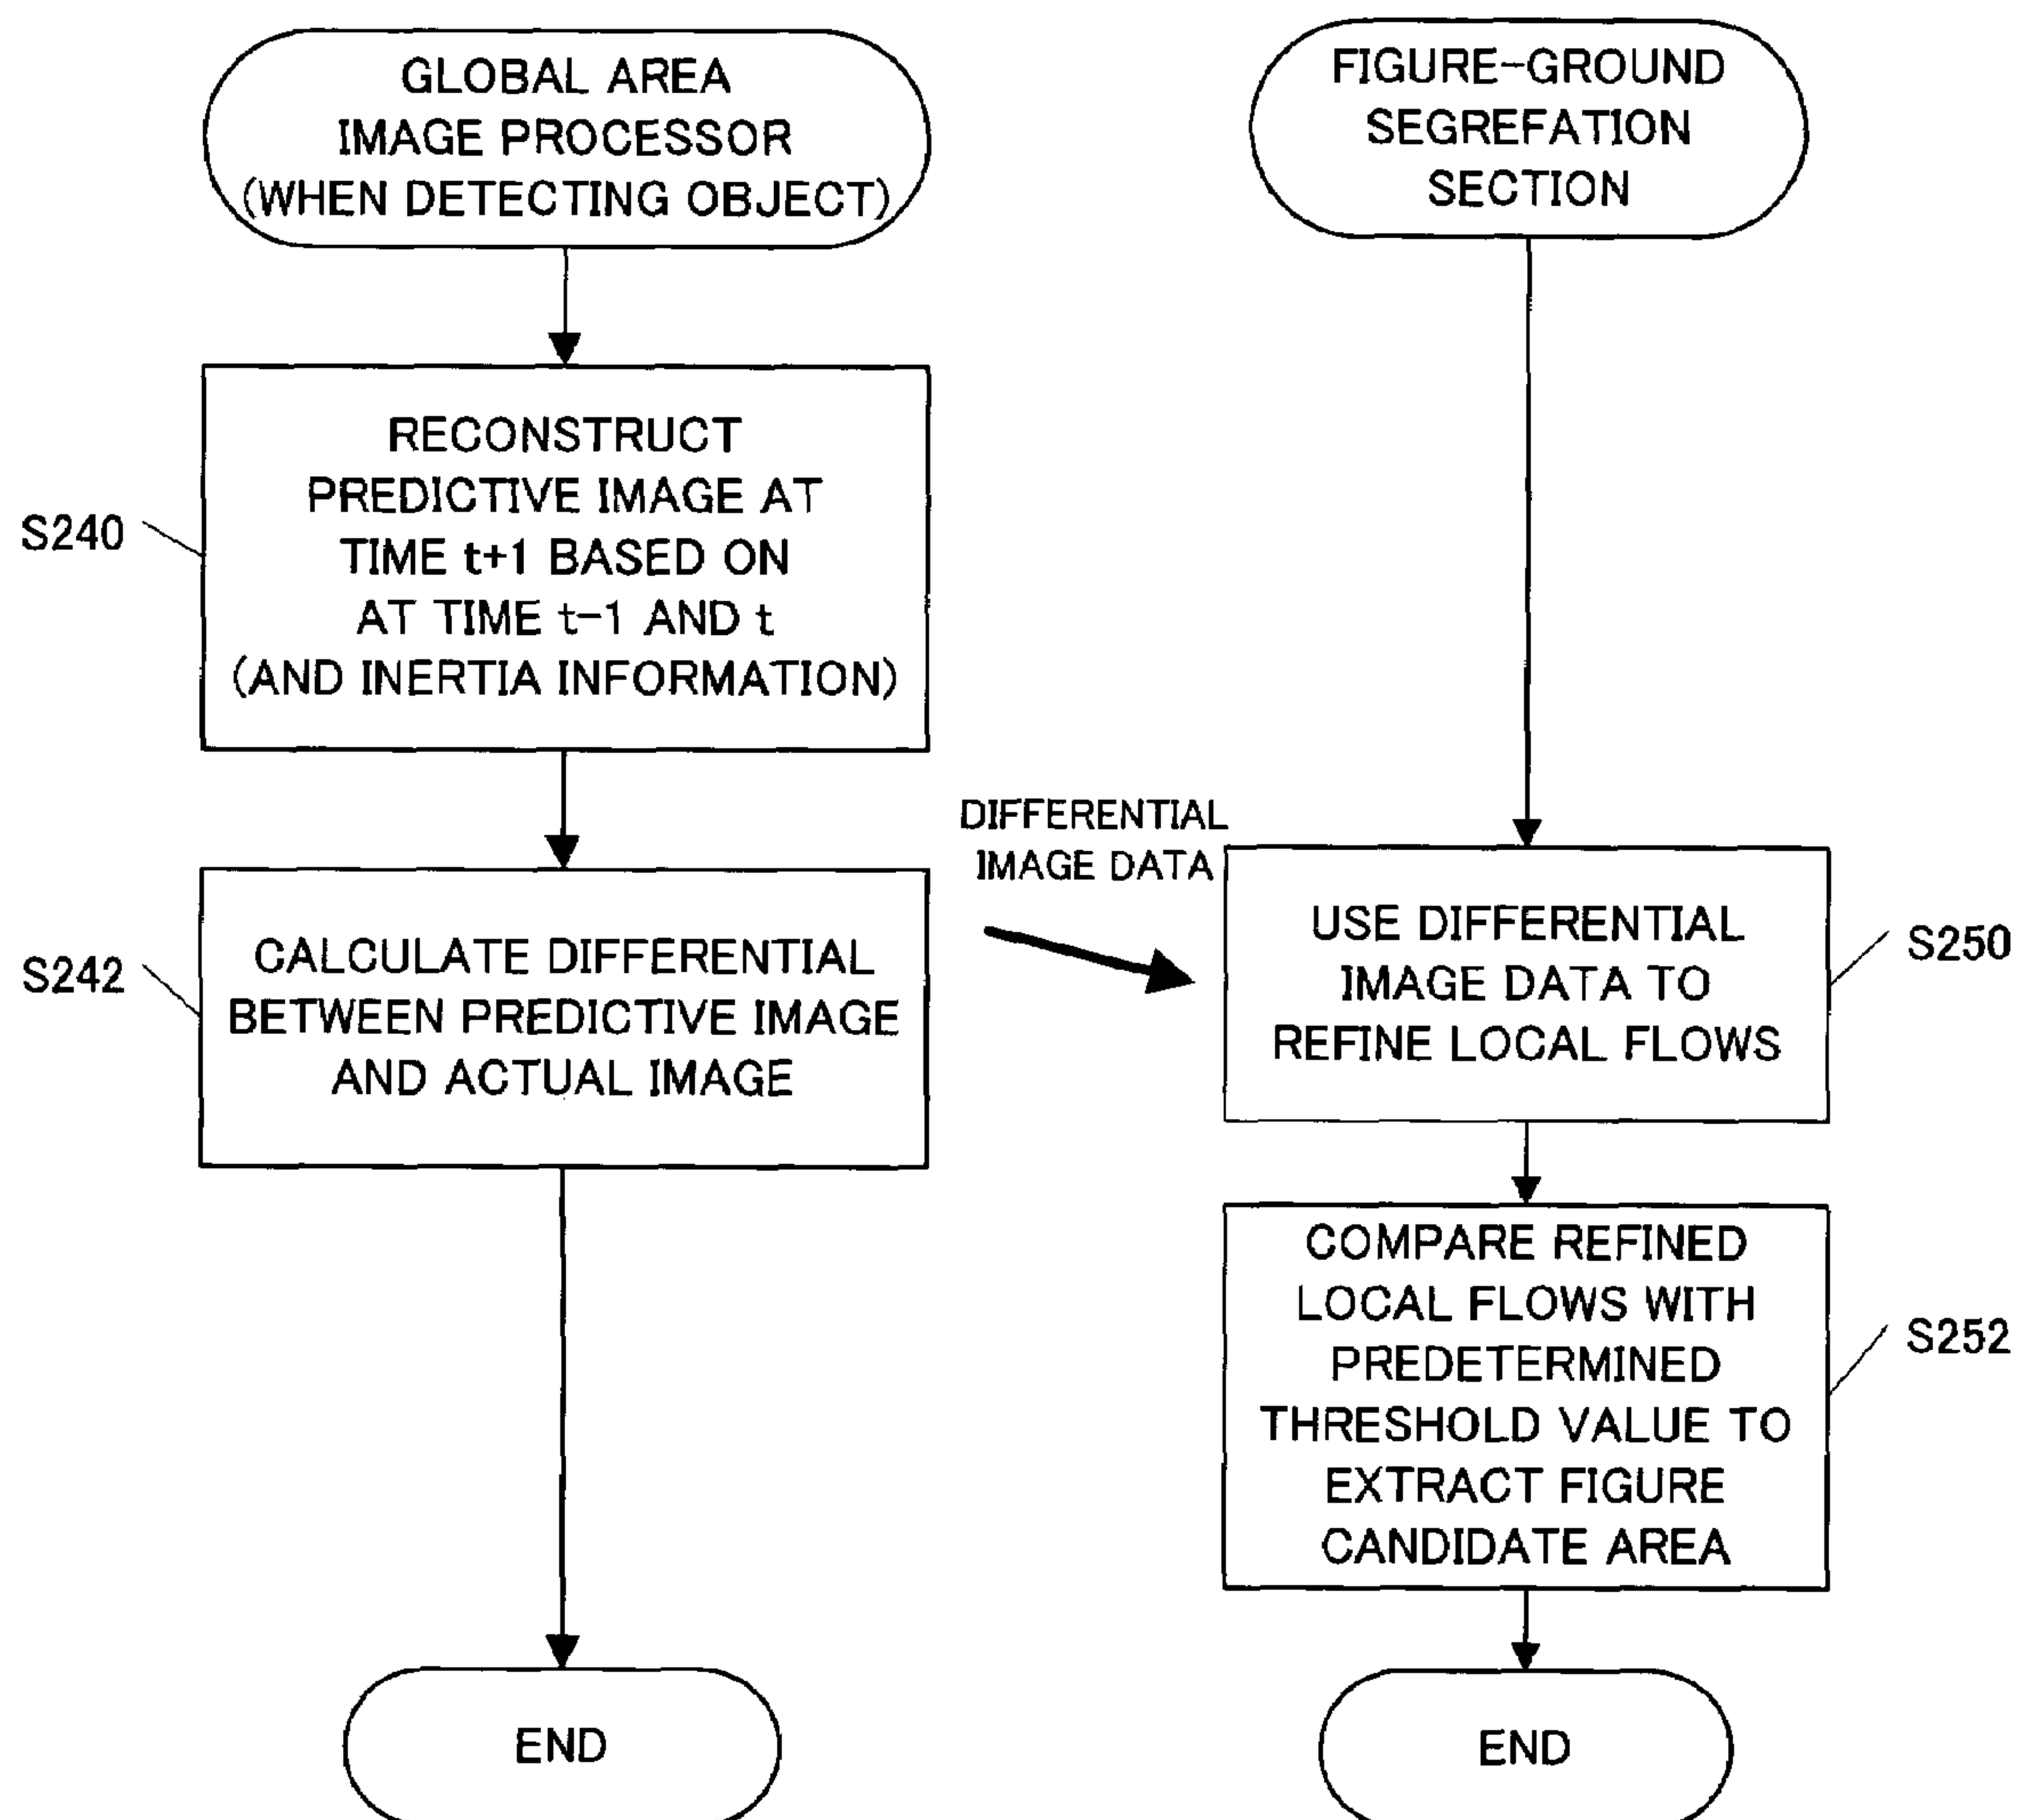 GLOBAL AREA
IMAGE PROCESSOR
(WHEN DETECTING OBJECT)
S240
RECONSTRUCT
PREDICTIVE IMAGE AT
TIME t+1 BASED ON
AT TIME t-1 AND t
(AND INERTIA INFORMATION)
S242
CALCULATE DIFFERENTIAL
BETWEEN PREDICTIVE IMAGE
AND ACTUAL IMAGE
END
DIFFERENTIAL
IMAGE DATA
FIGURE-GROUND
SEGREFATION
SECTION
USE DIFFERENTIAL
IMAGE DATA TO
REFINE LOCAL FLOWS
S250
COMPARE REFINED
LOCAL FLOWS WITH
PREDETERMINED
THRESHOLD VALUE TO
EXTRACT FIGURE
CANDIDATE AREA
S252
END